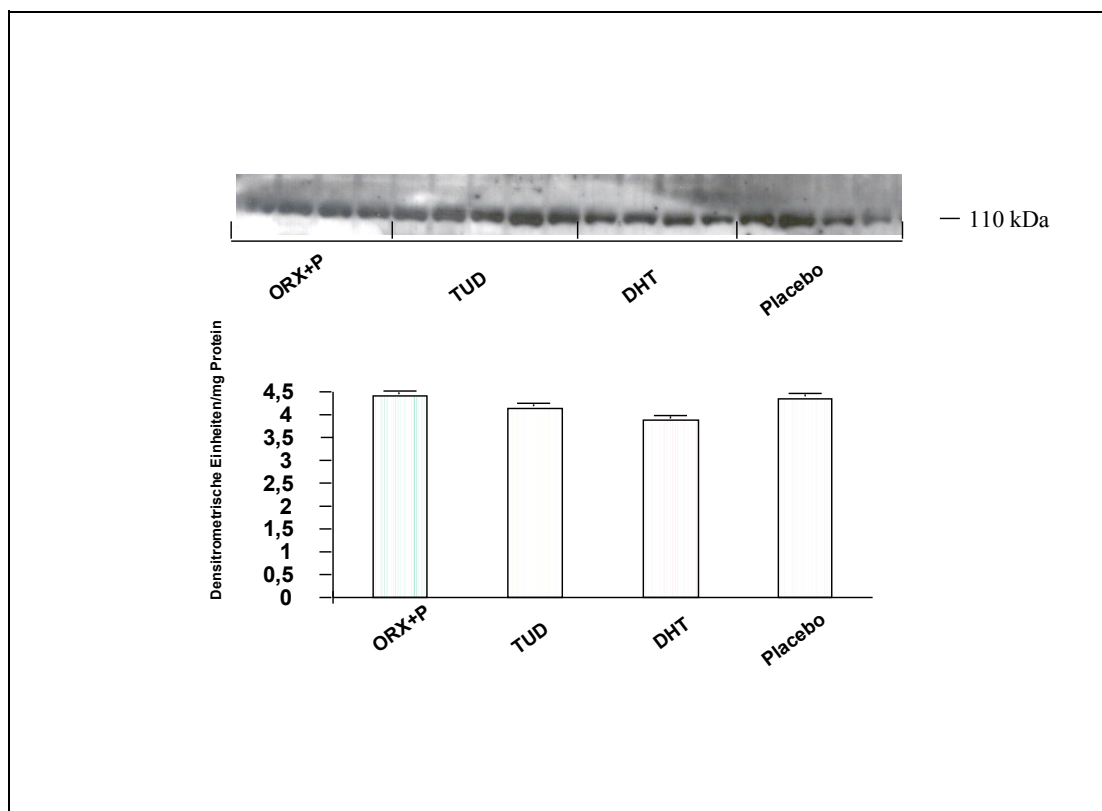 — 110 kDa
ORX+P
TUD
DHT
Placebo
Densitrometrische Einheiten/mg Protein
4,5
4
3,5
3
2,5
2
1,5
1
0,5
0
ORX+P
TUD
DHT
Placebo